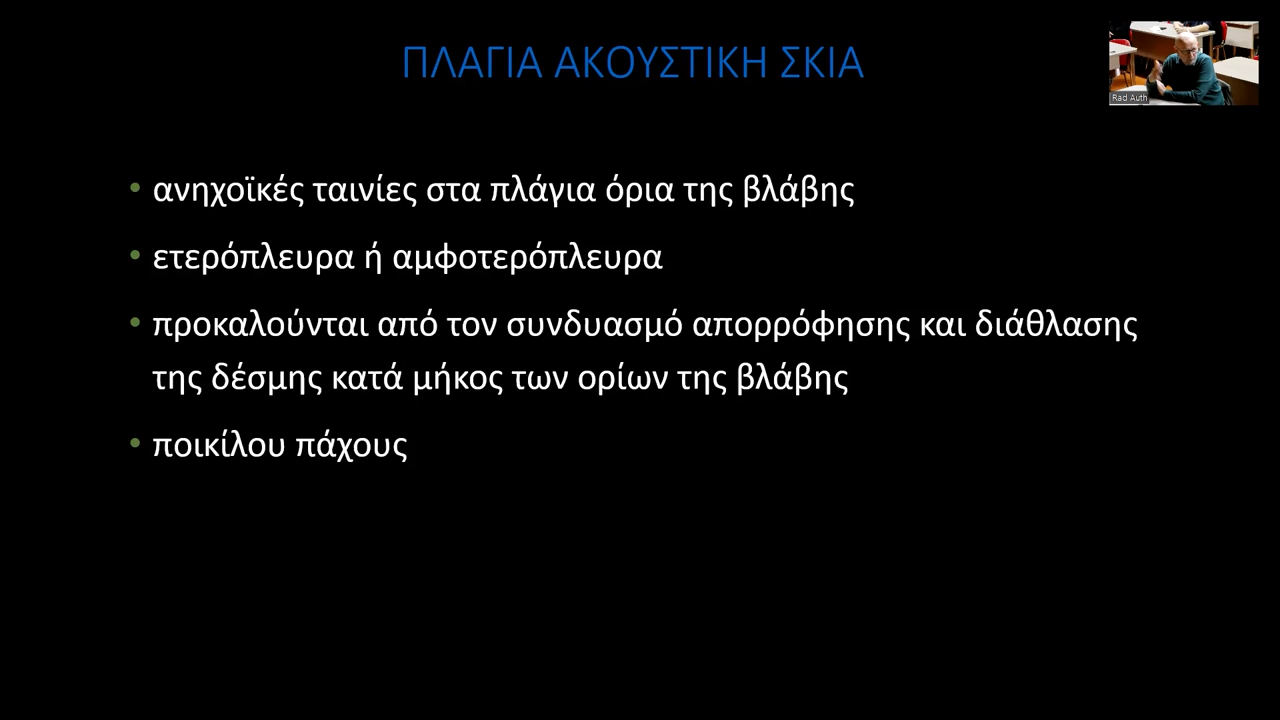 ΠΛΑΓΙΑ ΑΚΟΥΣΤΙΚΗ ΣΚΙΑ
Rad Auth
• ανηχοϊκές ταινίες στα πλάγια όρια της βλάβης
• ετερόπλευρα ή αμφοτερόπλευρα
• προκαλούνται από τον συνδυασμό απορρόφησης και διάθλασης
της δέσμης κατά μήκος των ορίων της βλάβης
• ποικίλου πάχους